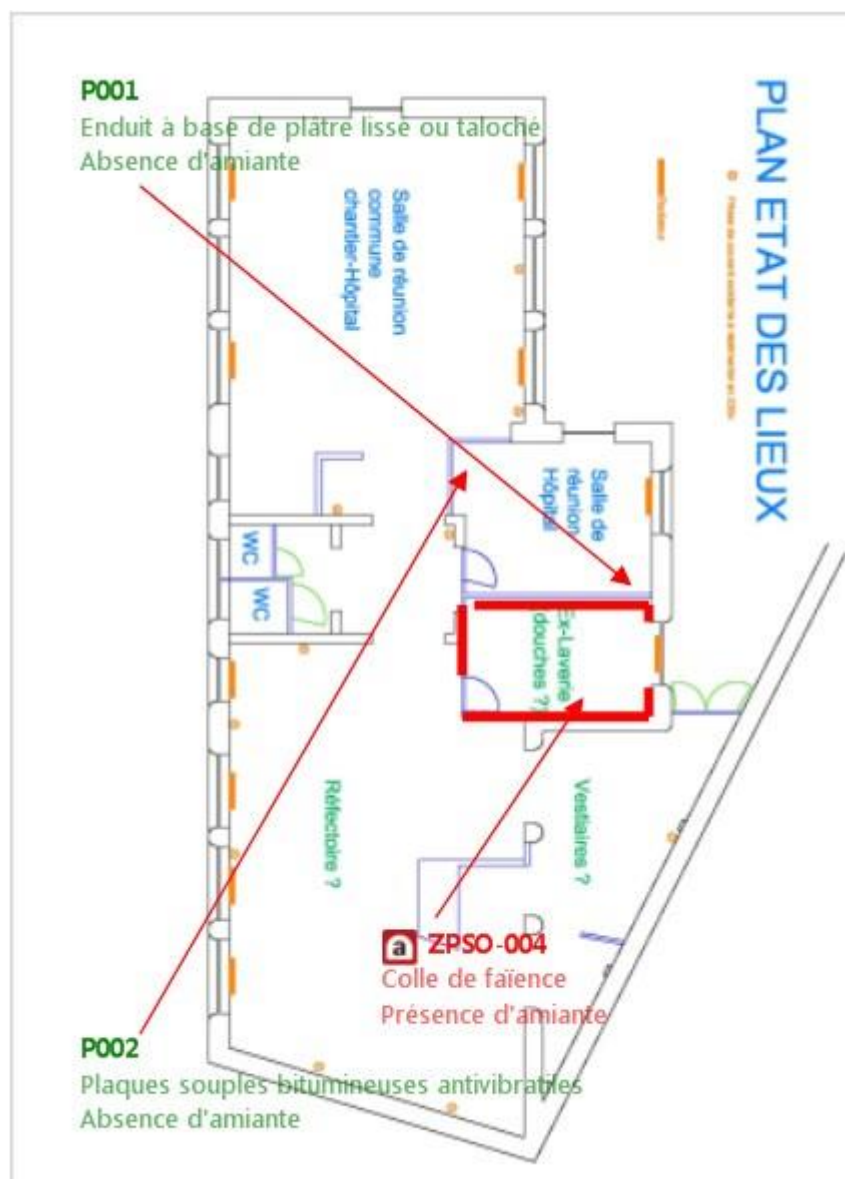 P001
Enduit à base de plâtre lissé ou taloché
Absence d'amiante
PLAN ETAT DES LIEUX
Radiateur
Salle de réunion
commune
chantier-Hôpital
Salle de
réunion
Hôpital
WC
WC
Ex-Laverie
(douches ?)
Réfectoire ?
Vestiaires ?
a ZPSO-004
Colle de faïence
Présence d'amiante
P002
Plaques souples bitumineuses antivibratiles
Absence d'amiante